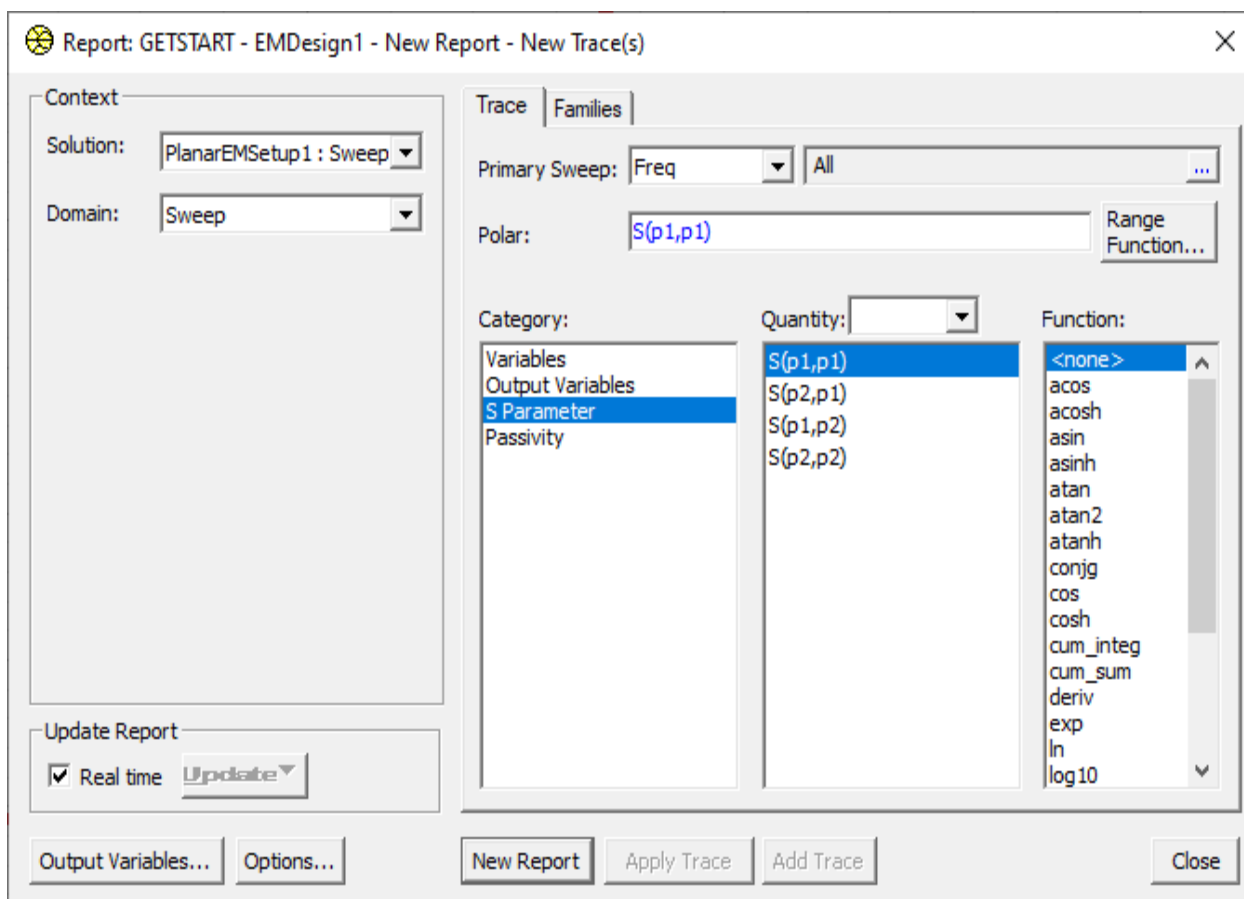 Report: GETSTART - EMDesign1 - New Report - New Trace(s)
Context
Solution:
PlanarEMSetup1 : Sweep
Domain:
Sweep
Update Report
Real time
Update
Output Variables...
Options...
Trace
Families
Primary Sweep:
Freq
All
...
Polar:
S(p1,p1)
Range
Function...
Category:
Variables
Output Variables
S Parameter
Passivity
Quantity:
S(p1,p1)
S(p2,p1)
S(p1,p2)
S(p2,p2)
Function:
<none>
acos
acosh
asin
asinh
atan
atan2
atanh
conjg
cos
cosh
cum_integ
cum_sum
deriv
exp
ln
log10
New Report
Apply Trace
Add Trace
Close